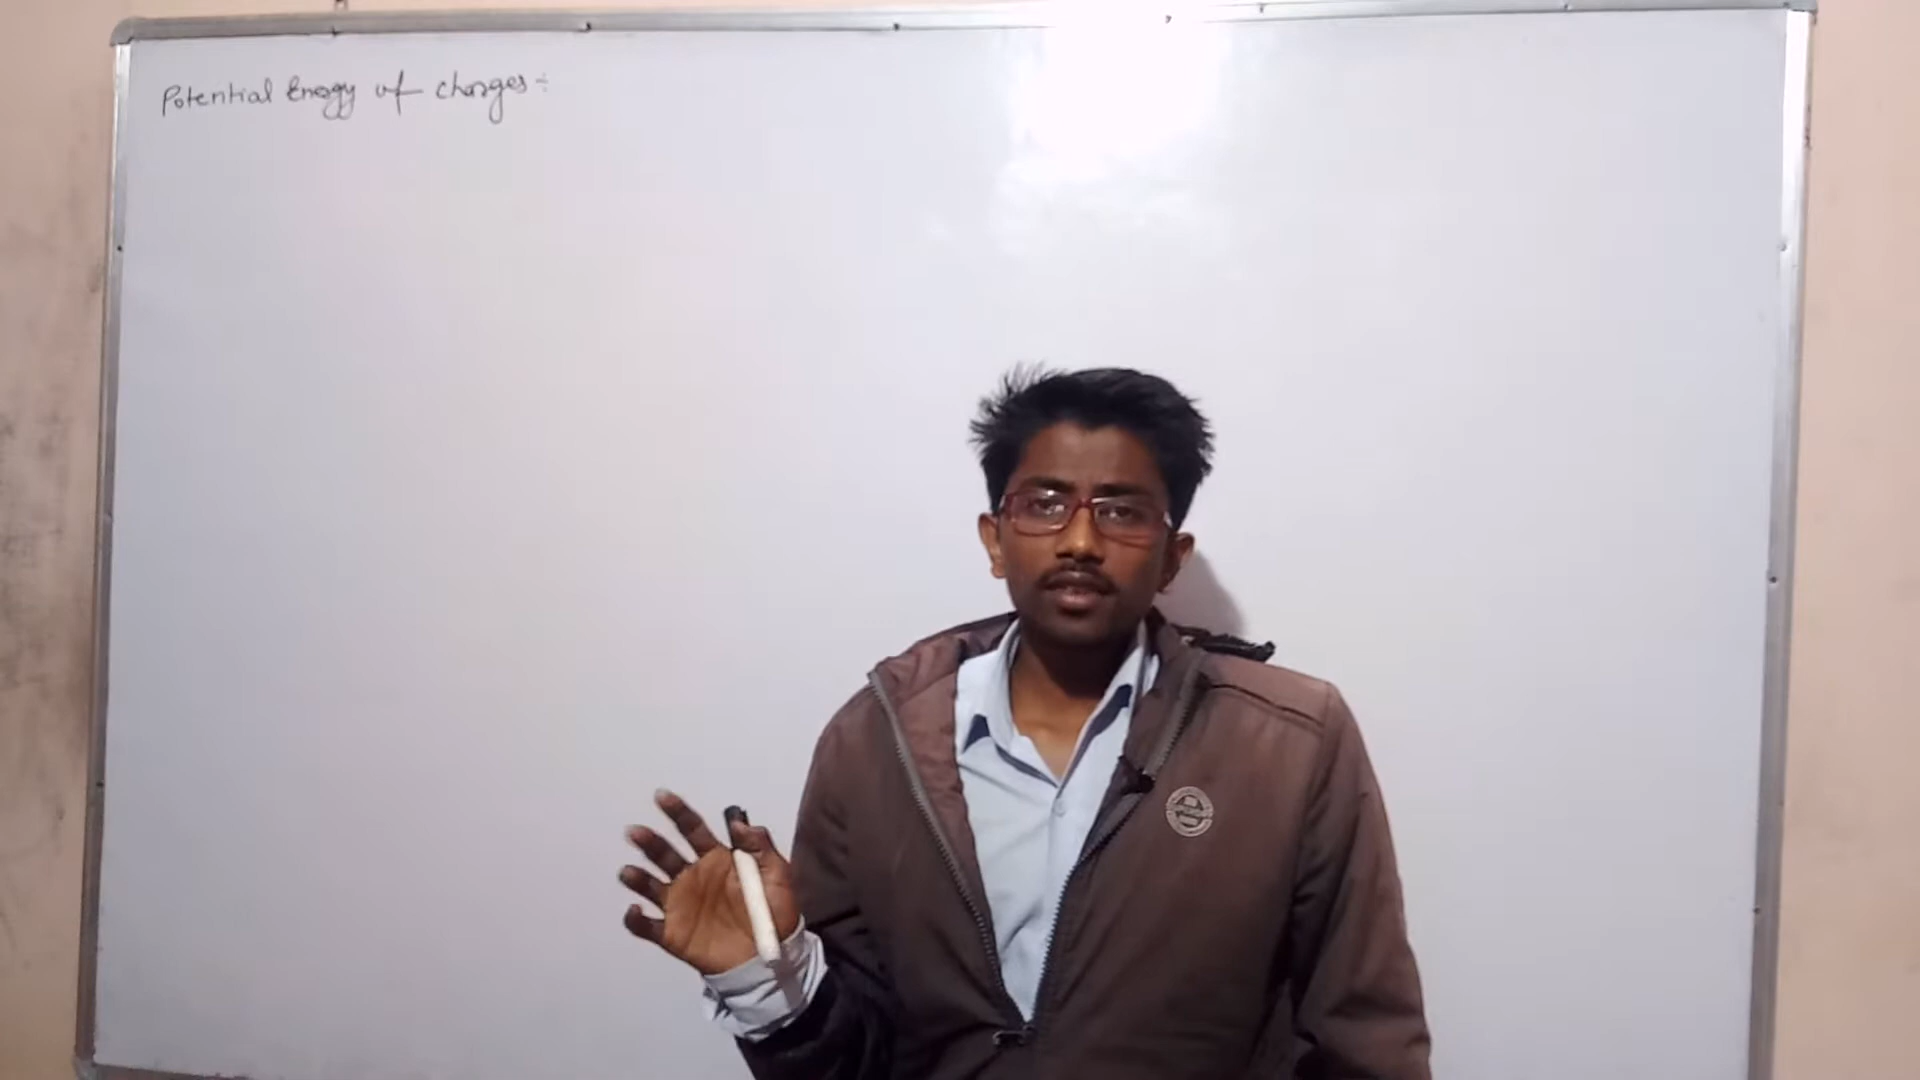 Potential Energy of charges :-